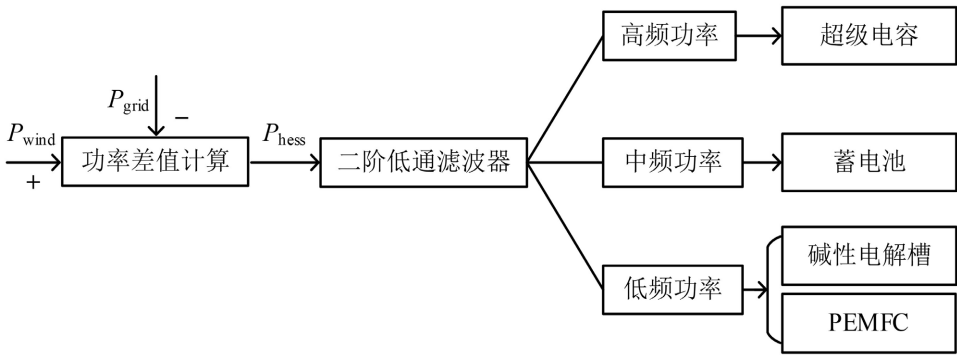 高频功率
超级电容
P_grid
−
P_wind
+
功率差值计算
P_hess
二阶低通滤波器
中频功率
蓄电池
低频功率
碱性电解槽
PEMFC